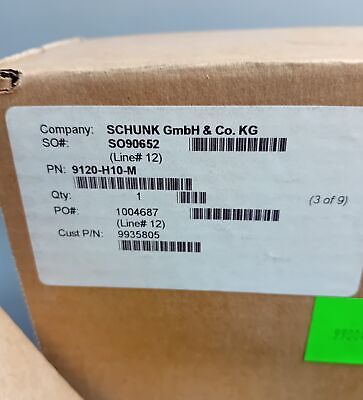 Company: SCHUNK GmbH & Co. KG
SO#: SO90652
(Line# 12)
PN: 9120-H10-M
Qty: 1 (3 of 9)
PO#: 1004687
(Line# 12)
Cust P/N: 9935805